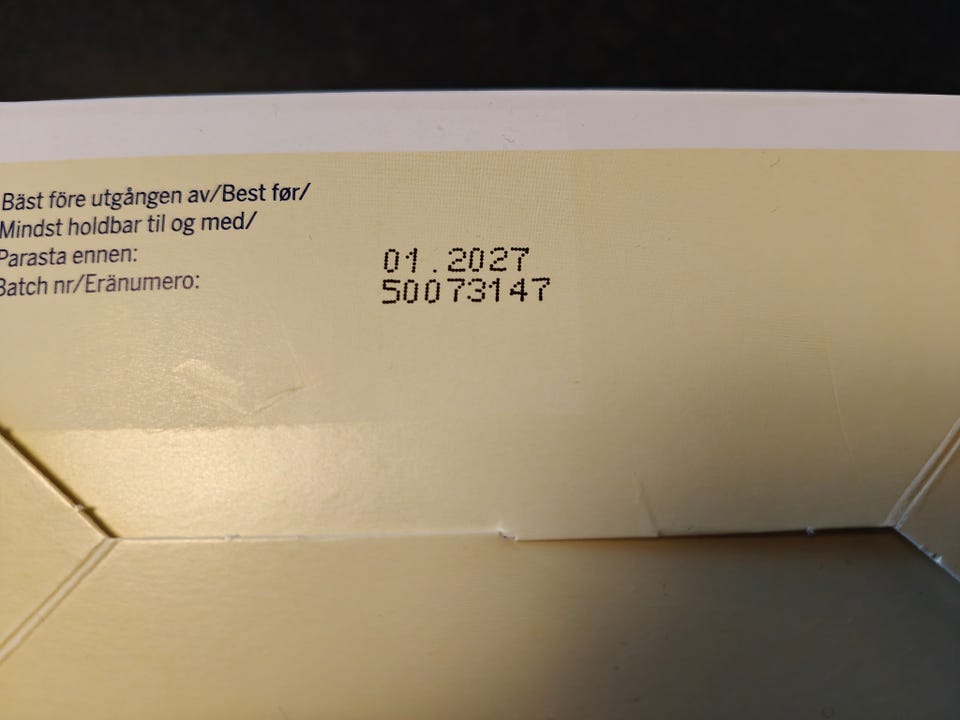 Bäst före utgången av/Best før/
Mindst holdbar til og med/
Parasta ennen:
Batch nr/Eränumero:
01.2027
50073147